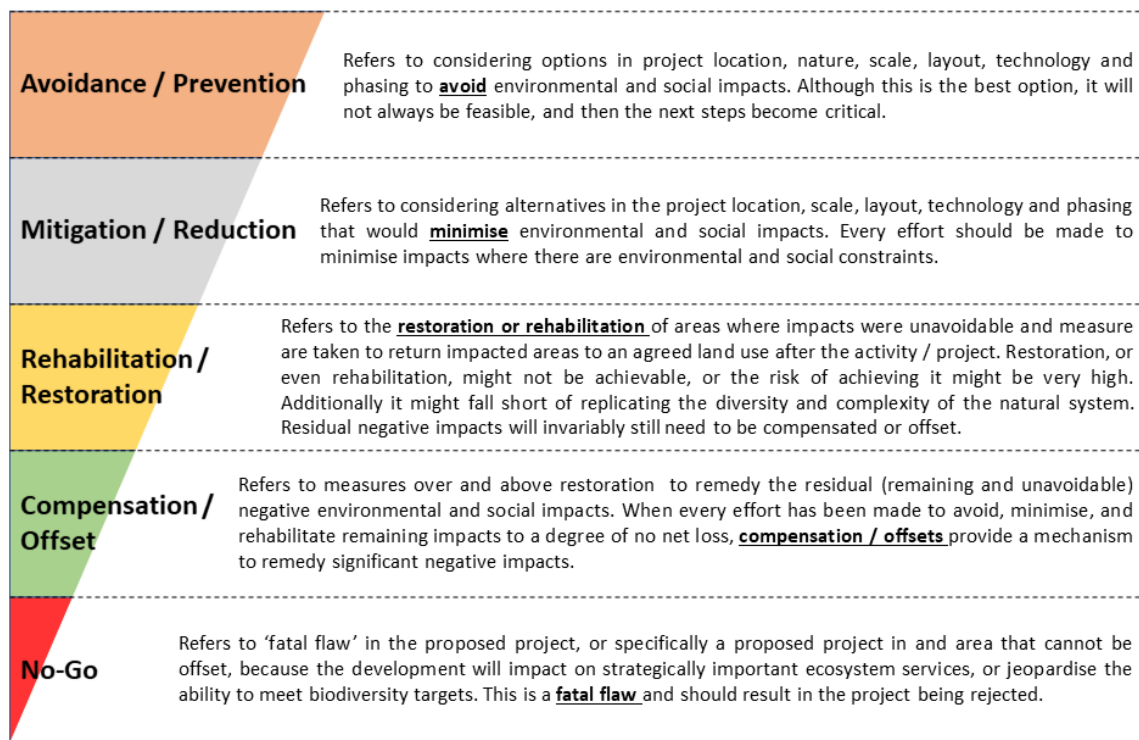 Avoidance / Prevention
Refers to considering options in project location, nature, scale, layout, technology and
phasing to avoid environmental and social impacts. Although this is the best option, it will
not always be feasible, and then the next steps become critical.
Mitigation / Reduction
Refers to considering alternatives in the project location, scale, layout, technology and phasing
that would minimise environmental and social impacts. Every effort should be made to
minimise impacts where there are environmental and social constraints.
Rehabilitation /
Restoration
Refers to the restoration or rehabilitation of areas where impacts were unavoidable and measure
are taken to return impacted areas to an agreed land use after the activity / project. Restoration, or
even rehabilitation, might not be achievable, or the risk of achieving it might be very high.
Additionally it might fall short of replicating the diversity and complexity of the natural system.
Residual negative impacts will invariably still need to be compensated or offset.
Compensation /
Offset
Refers to measures over and above restoration to remedy the residual (remaining and unavoidable)
negative environmental and social impacts. When every effort has been made to avoid, minimise, and
rehabilitate remaining impacts to a degree of no net loss, compensation / offsets provide a mechanism
to remedy significant negative impacts.
No-Go
Refers to ‘fatal flaw’ in the proposed project, or specifically a proposed project in and area that cannot be
offset, because the development will impact on strategically important ecosystem services, or jeopardise the
ability to meet biodiversity targets. This is a fatal flaw and should result in the project being rejected.